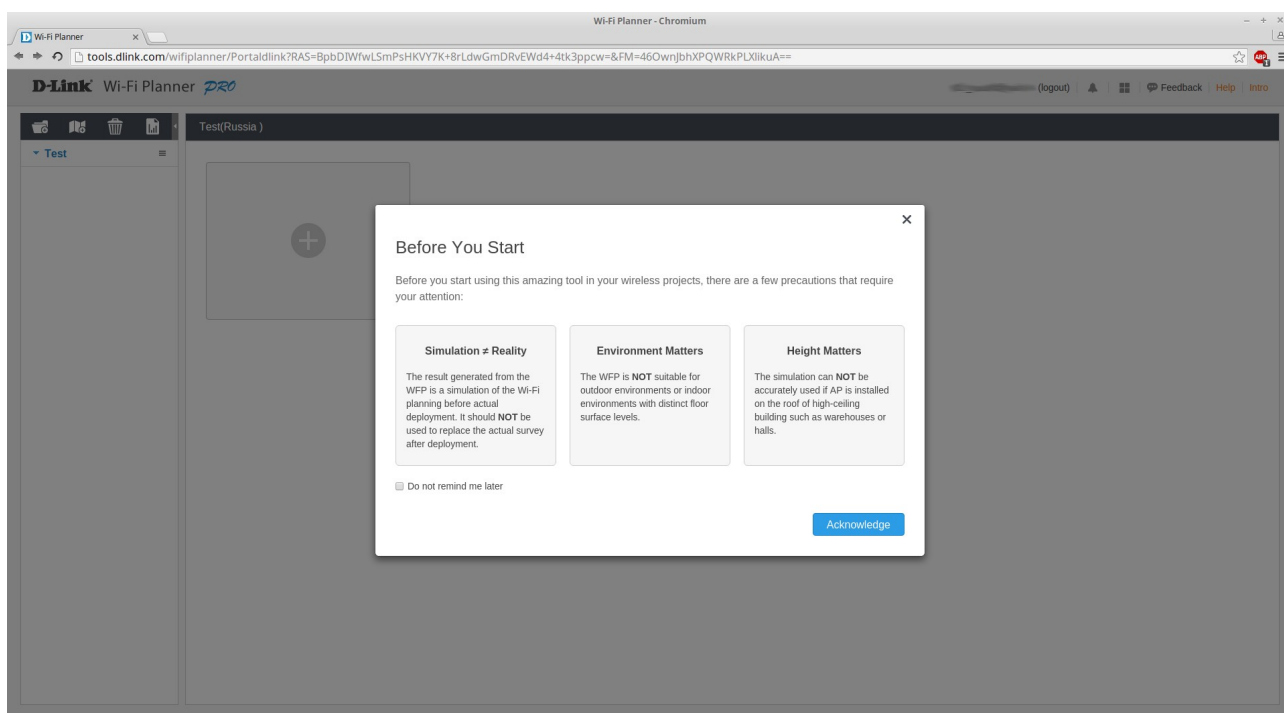 Wi-Fi Planner - Chromium
Wi-Fi Planner
tools.dlink.com/wifiplanner/Portaldlink?RAS=BpbDIWfwLSmPsHKVY7K+8rLdwGmDRvEWd4+4tk3ppcw=&FM=46OwnJbhXPQWRkPLXlikuA==
ABP
1
D-Link Wi-Fi Planner PRO
(logout)
Feedback
Help
Intro
Test(Russia )
Test
Before You Start
Before you start using this amazing tool in your wireless projects, there are a few precautions that require
your attention:
Simulation ≠ Reality
The result generated from the
WFP is a simulation of the Wi-Fi
planning before actual
deployment. It should NOT be
used to replace the actual survey
after deployment.
Environment Matters
The WFP is NOT suitable for
outdoor environments or indoor
environments with distinct floor
surface levels.
Height Matters
The simulation can NOT be
accurately used if AP is installed
on the roof of high-ceiling
building such as warehouses or
halls.
Do not remind me later
Acknowledge